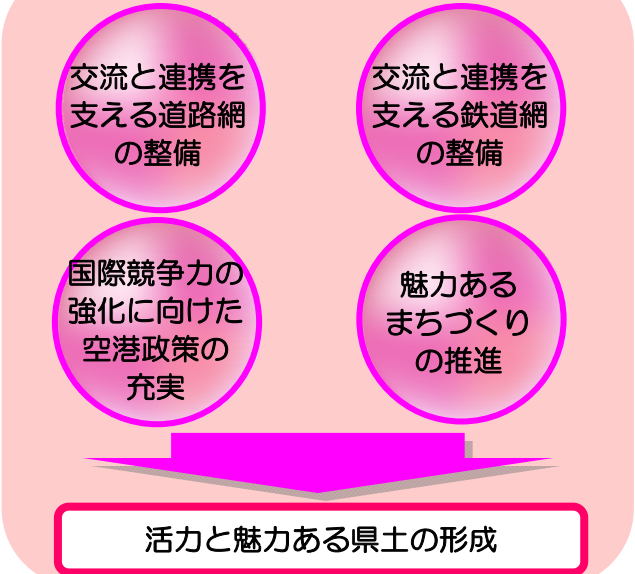 交流と連携を
支える道路網
の整備
交流と連携を
支える鉄道網
の整備
国際競争力の
強化に向けた
空港政策の
充実
魅力ある
まちづくり
の推進
活力と魅力ある県土の形成